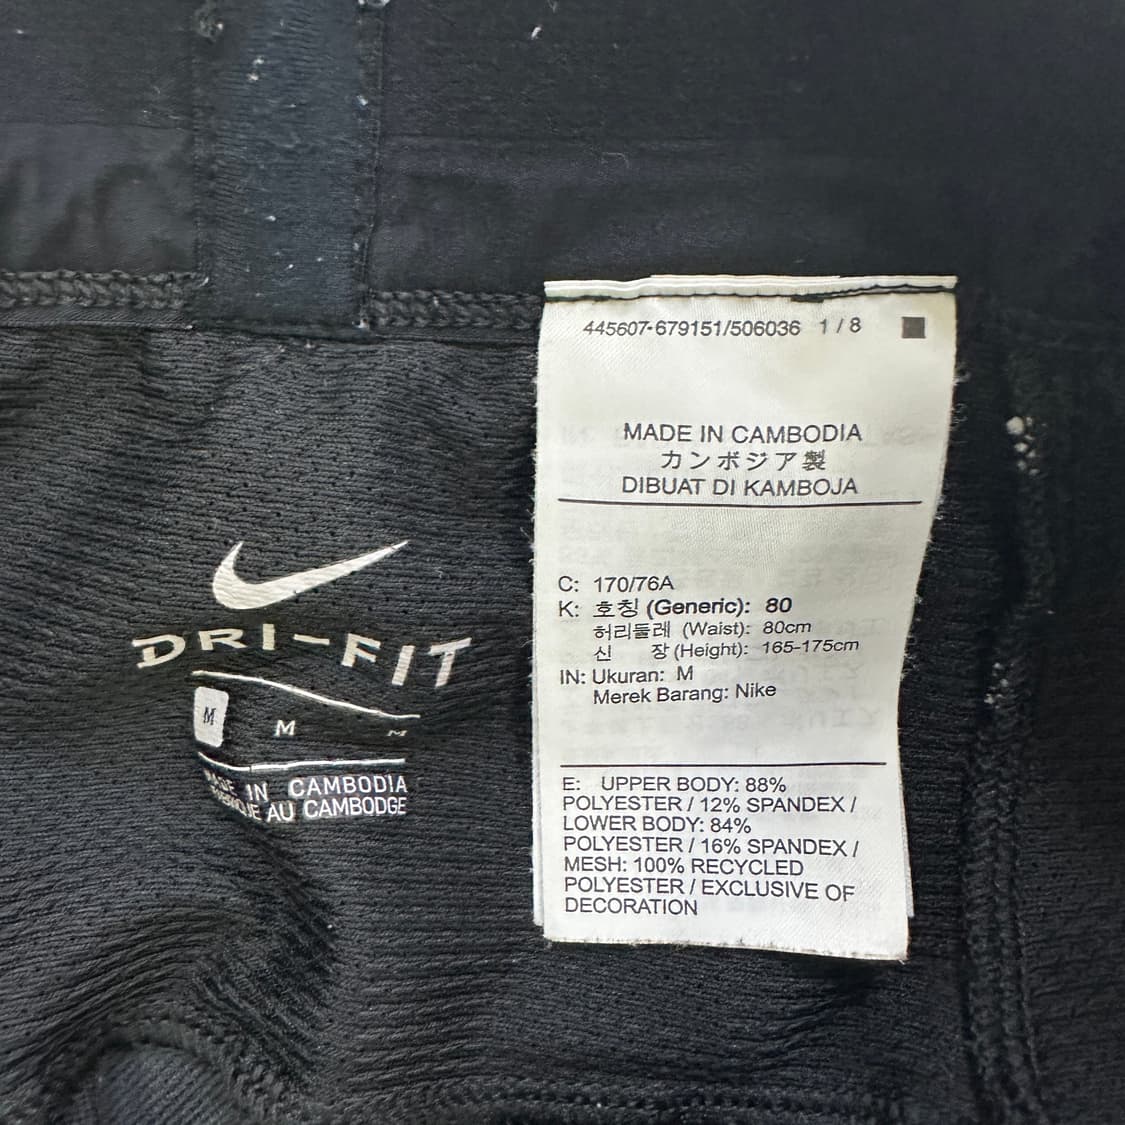 DRI-FIT
M M M
MADE IN CAMBODIA
FABRIQUÉ AU CAMBODGE
445607-679151/506036 1 / 8
MADE IN CAMBODIA
カンボジア製
DIBUAT DI KAMBOJA
C: 170/76A
K: 호칭 (Generic): 80
허리둘레 (Waist): 80cm
신 장 (Height): 165-175cm
IN: Ukuran: M
Merek Barang: Nike
E: UPPER BODY: 88%
POLYESTER / 12% SPANDEX /
LOWER BODY: 84%
POLYESTER / 16% SPANDEX /
MESH: 100% RECYCLED
POLYESTER / EXCLUSIVE OF
DECORATION